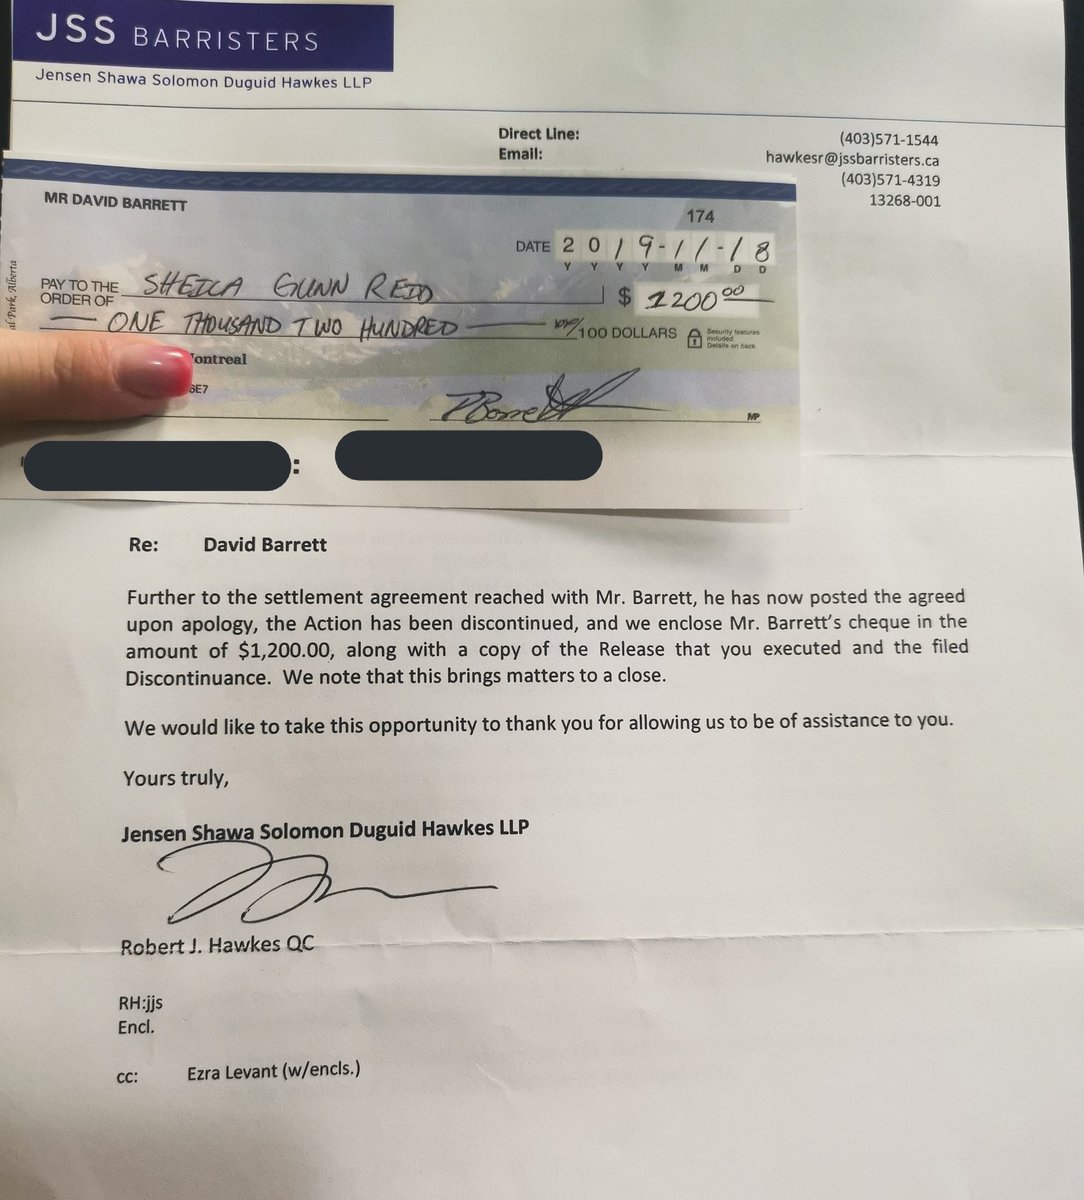 JSS BARRISTERS
Jensen Shawa Solomon Duguid Hawkes LLP
Direct Line: (403)571-1544
Email: hawkesr@jssbarristers.ca
(403)571-4319
13268-001
MR DAVID BARRETT
174
DATE 2019-11-18
Y Y Y Y M M D D
PAY TO THE ORDER OF SHEILA GUNN REID $ 1200 00
ONE THOUSAND TWO HUNDRED /100 DOLLARS
Security features included. Details on back.
al Park, Alberta
ontreal
6E7
MP
:
Re: David Barrett
Further to the settlement agreement reached with Mr. Barrett, he has now posted the agreed
upon apology, the Action has been discontinued, and we enclose Mr. Barrett's cheque in the
amount of $1,200.00, along with a copy of the Release that you executed and the filed
Discontinuance. We note that this brings matters to a close.
We would like to take this opportunity to thank you for allowing us to be of assistance to you.
Yours truly,
Jensen Shawa Solomon Duguid Hawkes LLP
Robert J. Hawkes QC
RH:jjs
Encl.
cc: Ezra Levant (w/encls.)